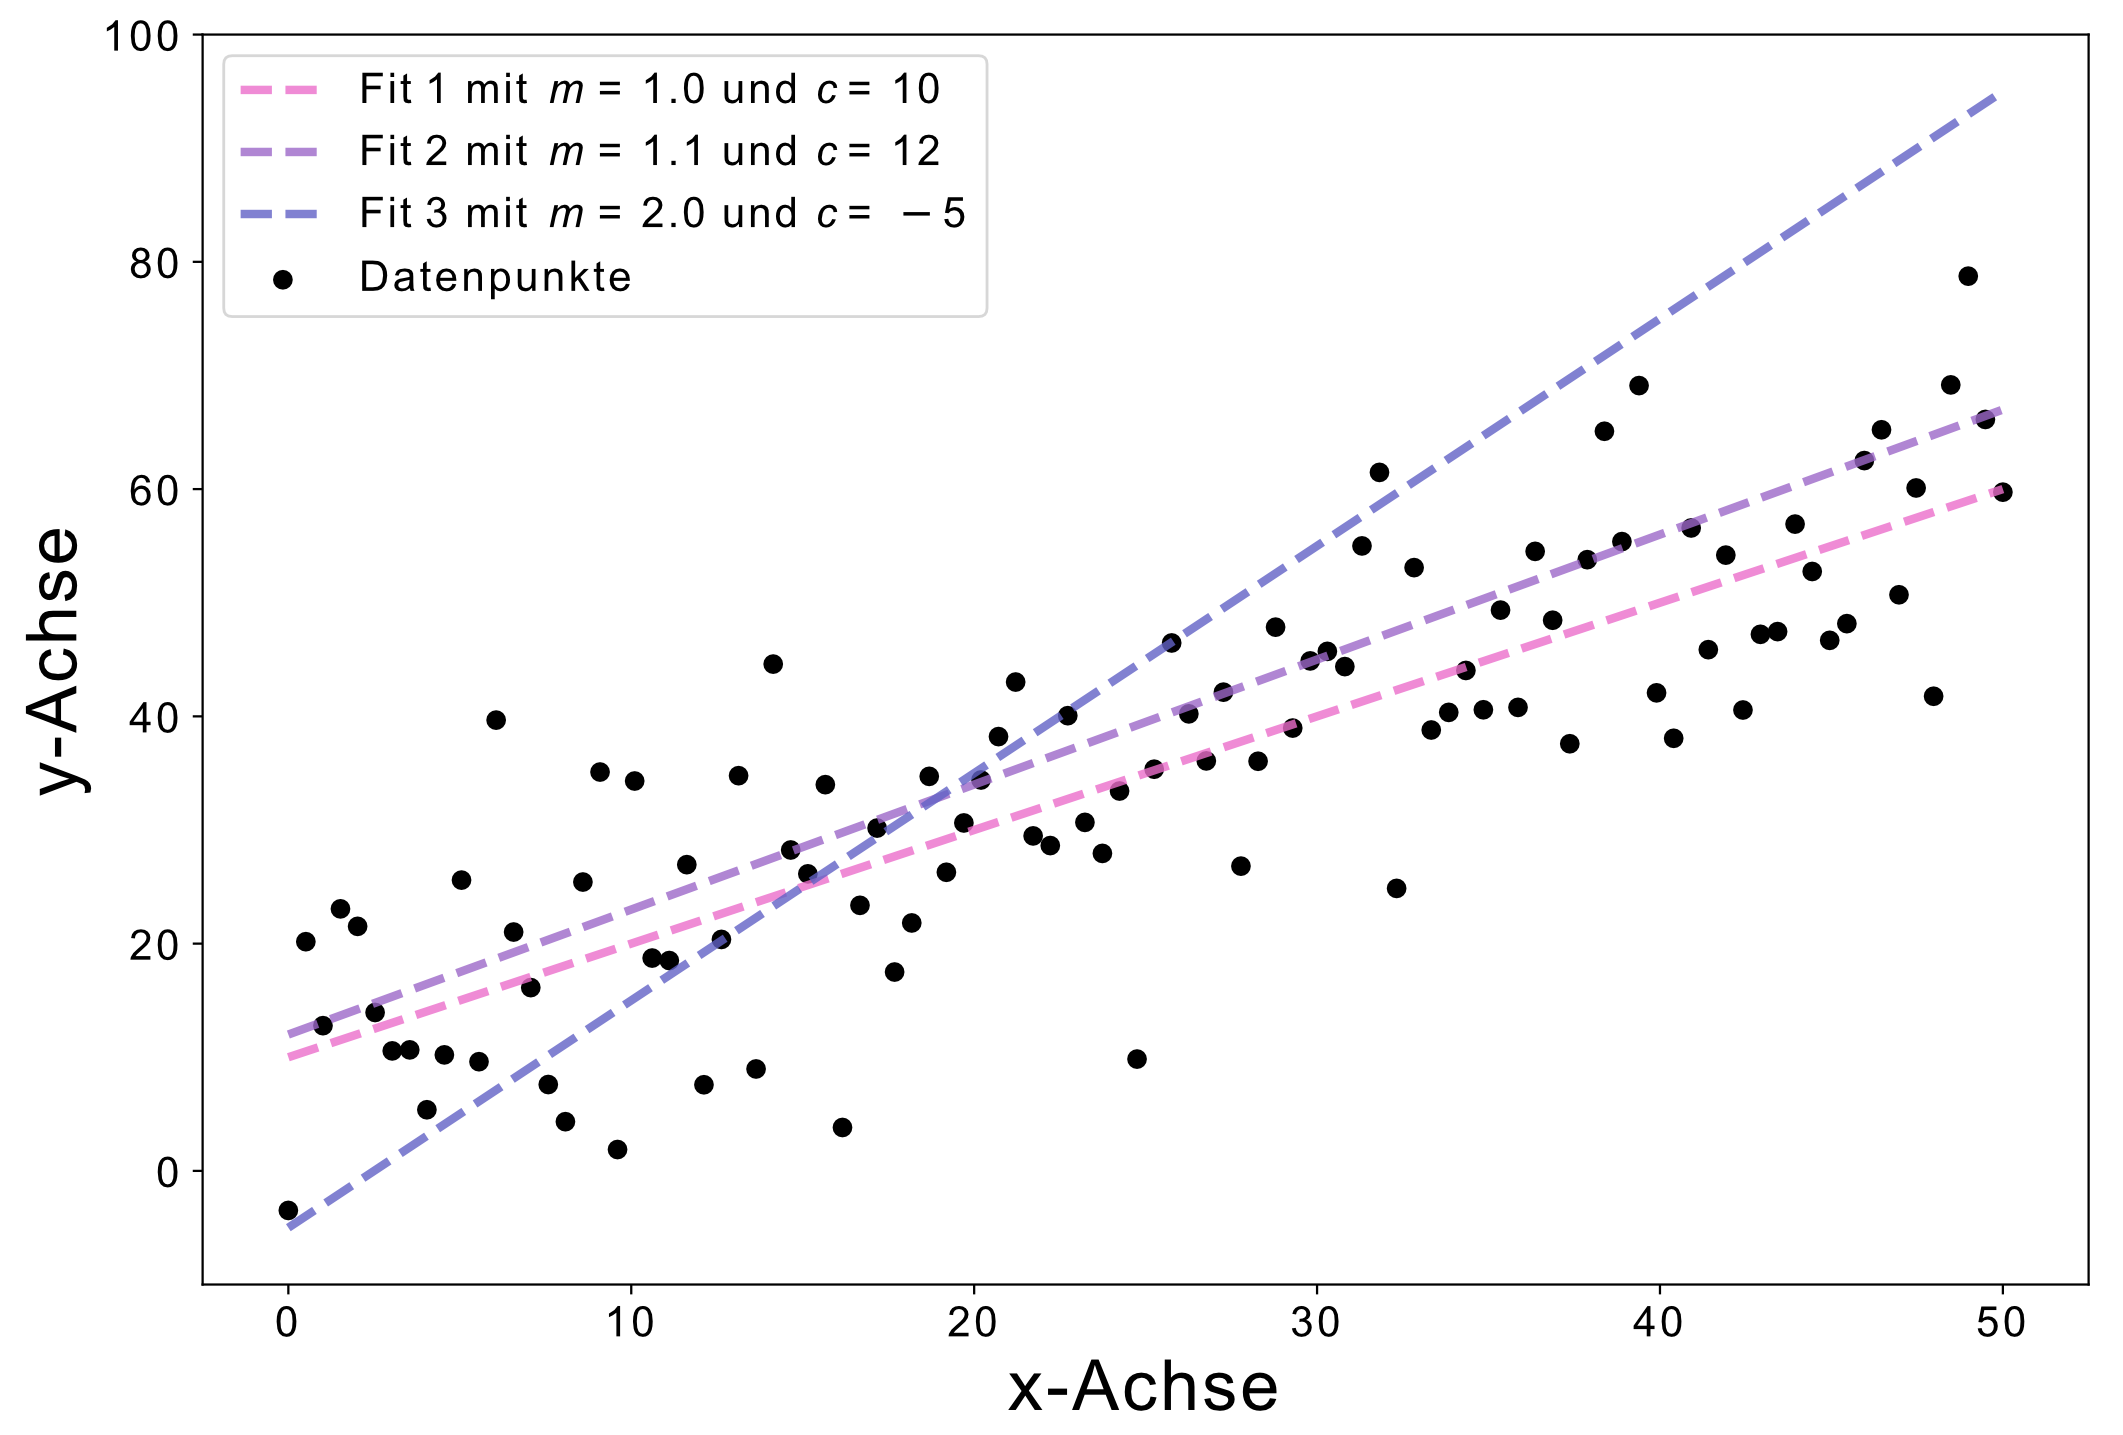 100
80
60
40
20
0
y-Achse
Fit 1 mit m = 1.0 und c = 10
Fit 2 mit m = 1.1 und c = 12
Fit 3 mit m = 2.0 und c = −5
Datenpunkte
0 10 20 30 40 50
x-Achse